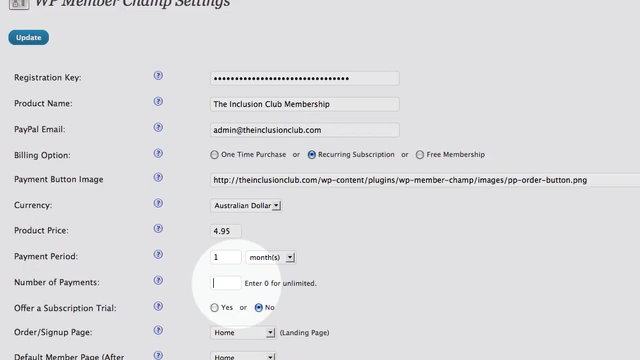 WP Member Champ Settings
Update
Registration Key: ••••••••••••••••••••••••••••••••
Product Name: The Inclusion Club Membership
PayPal Email: admin@theinclusionclub.com
Billing Option: One Time Purchase or Recurring Subscription or Free Membership
Payment Button Image http://theinclusionclub.com/wp-content/plugins/wp-member-champ/images/pp-order-button.png
Currency: Australian Dollar
Product Price: 4.95
Payment Period: 1 month(s)
Number of Payments: Enter 0 for unlimited.
Offer a Subscription Trial: Yes or No
Order/Signup Page: Home (Landing Page)
Default Member Page (After Home